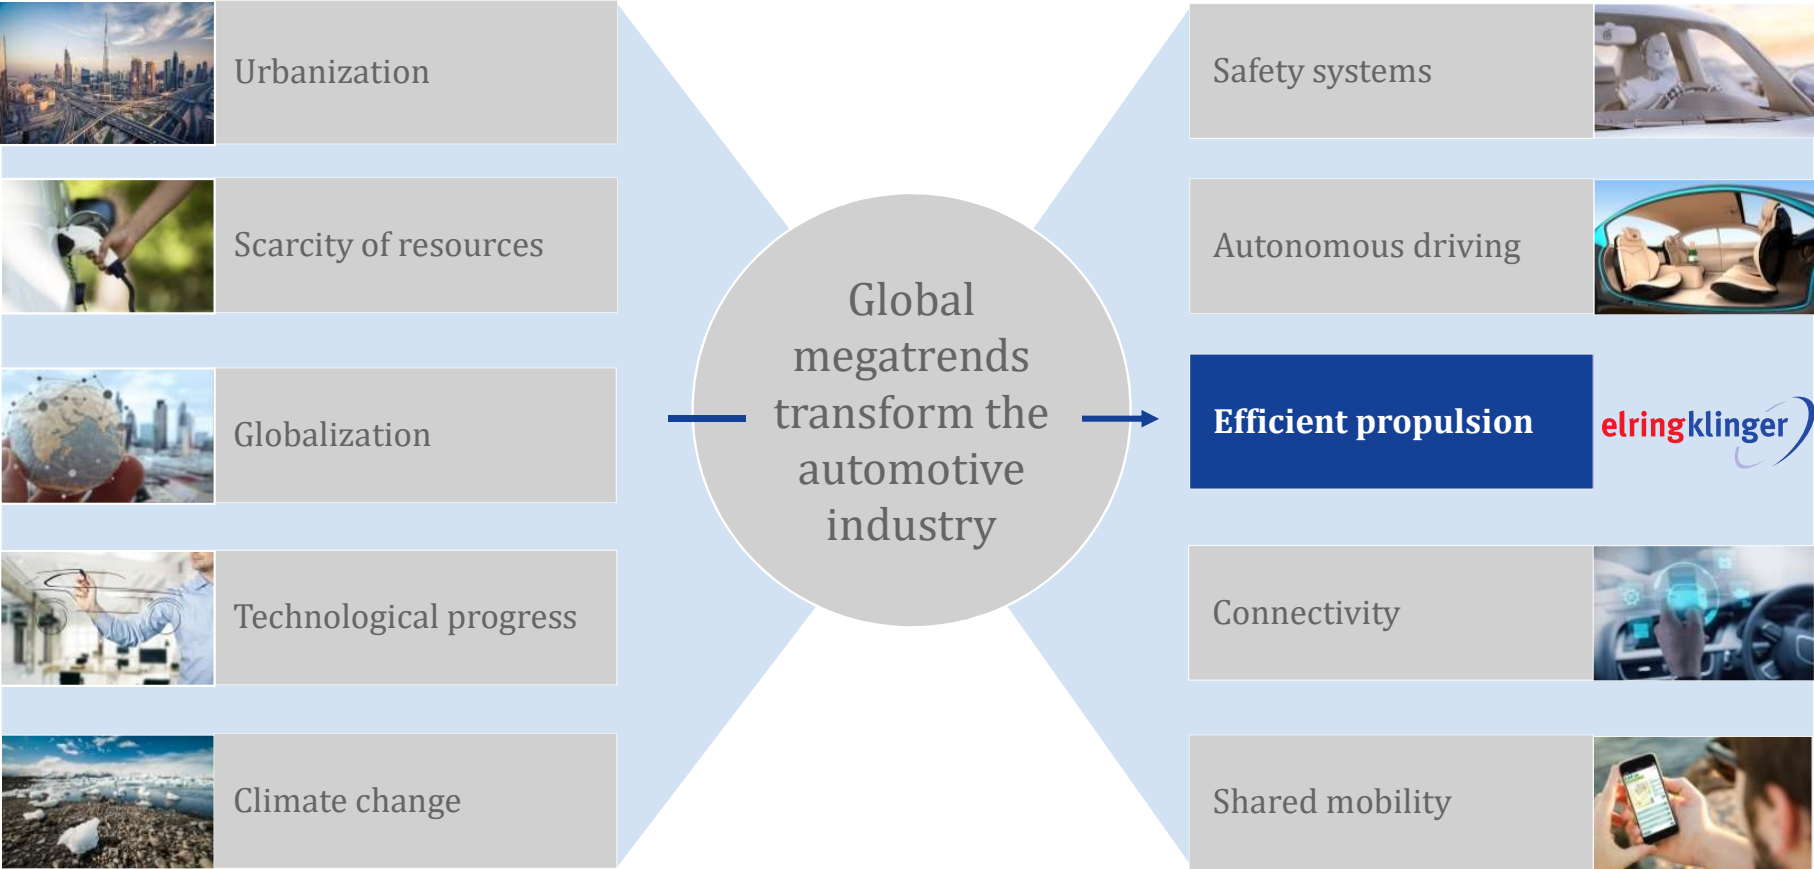 Urbanization
Scarcity of resources
Globalization
Technological progress
Climate change
Global
megatrends
transform the
automotive
industry
Safety systems
Autonomous driving
Efficient propulsion
elringklinger
Connectivity
Shared mobility